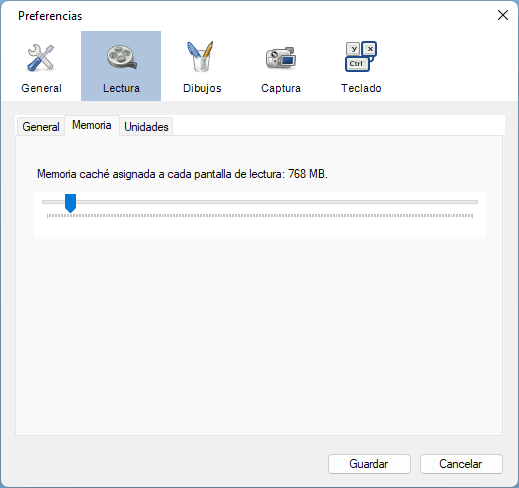 Preferencias
General
Lectura
Dibujos
Captura
y x
Ctrl
Teclado
General
Memoria
Unidades
Memoria caché asignada a cada pantalla de lectura: 768 MB.
Guardar
Cancelar